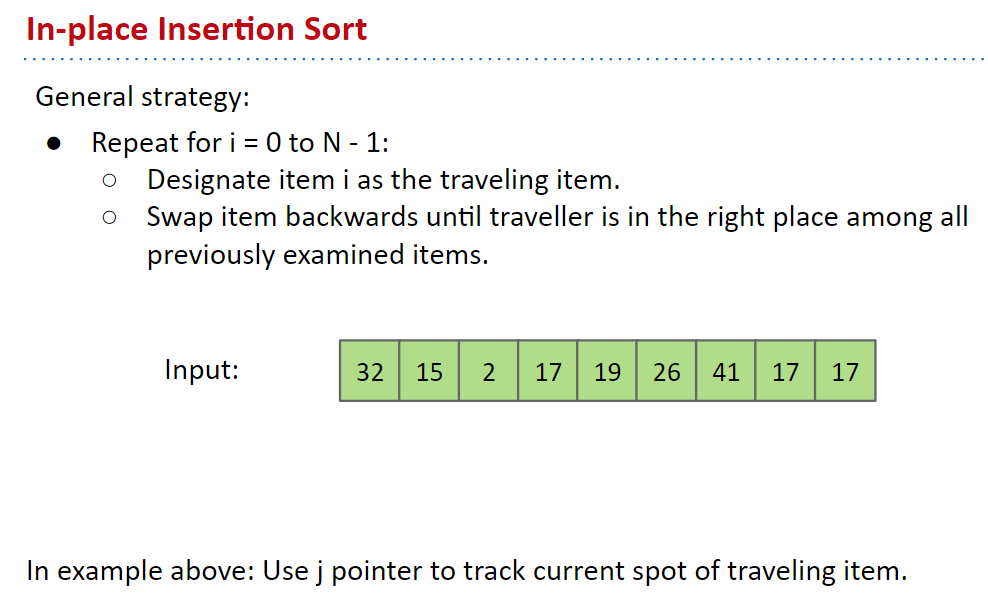 In-place Insertion Sort
General strategy:
● Repeat for i = 0 to N - 1:
○ Designate item i as the traveling item.
○ Swap item backwards until traveller is in the right place among all
previously examined items.
Input: 32 15 2 17 19 26 41 17 17
In example above: Use j pointer to track current spot of traveling item.